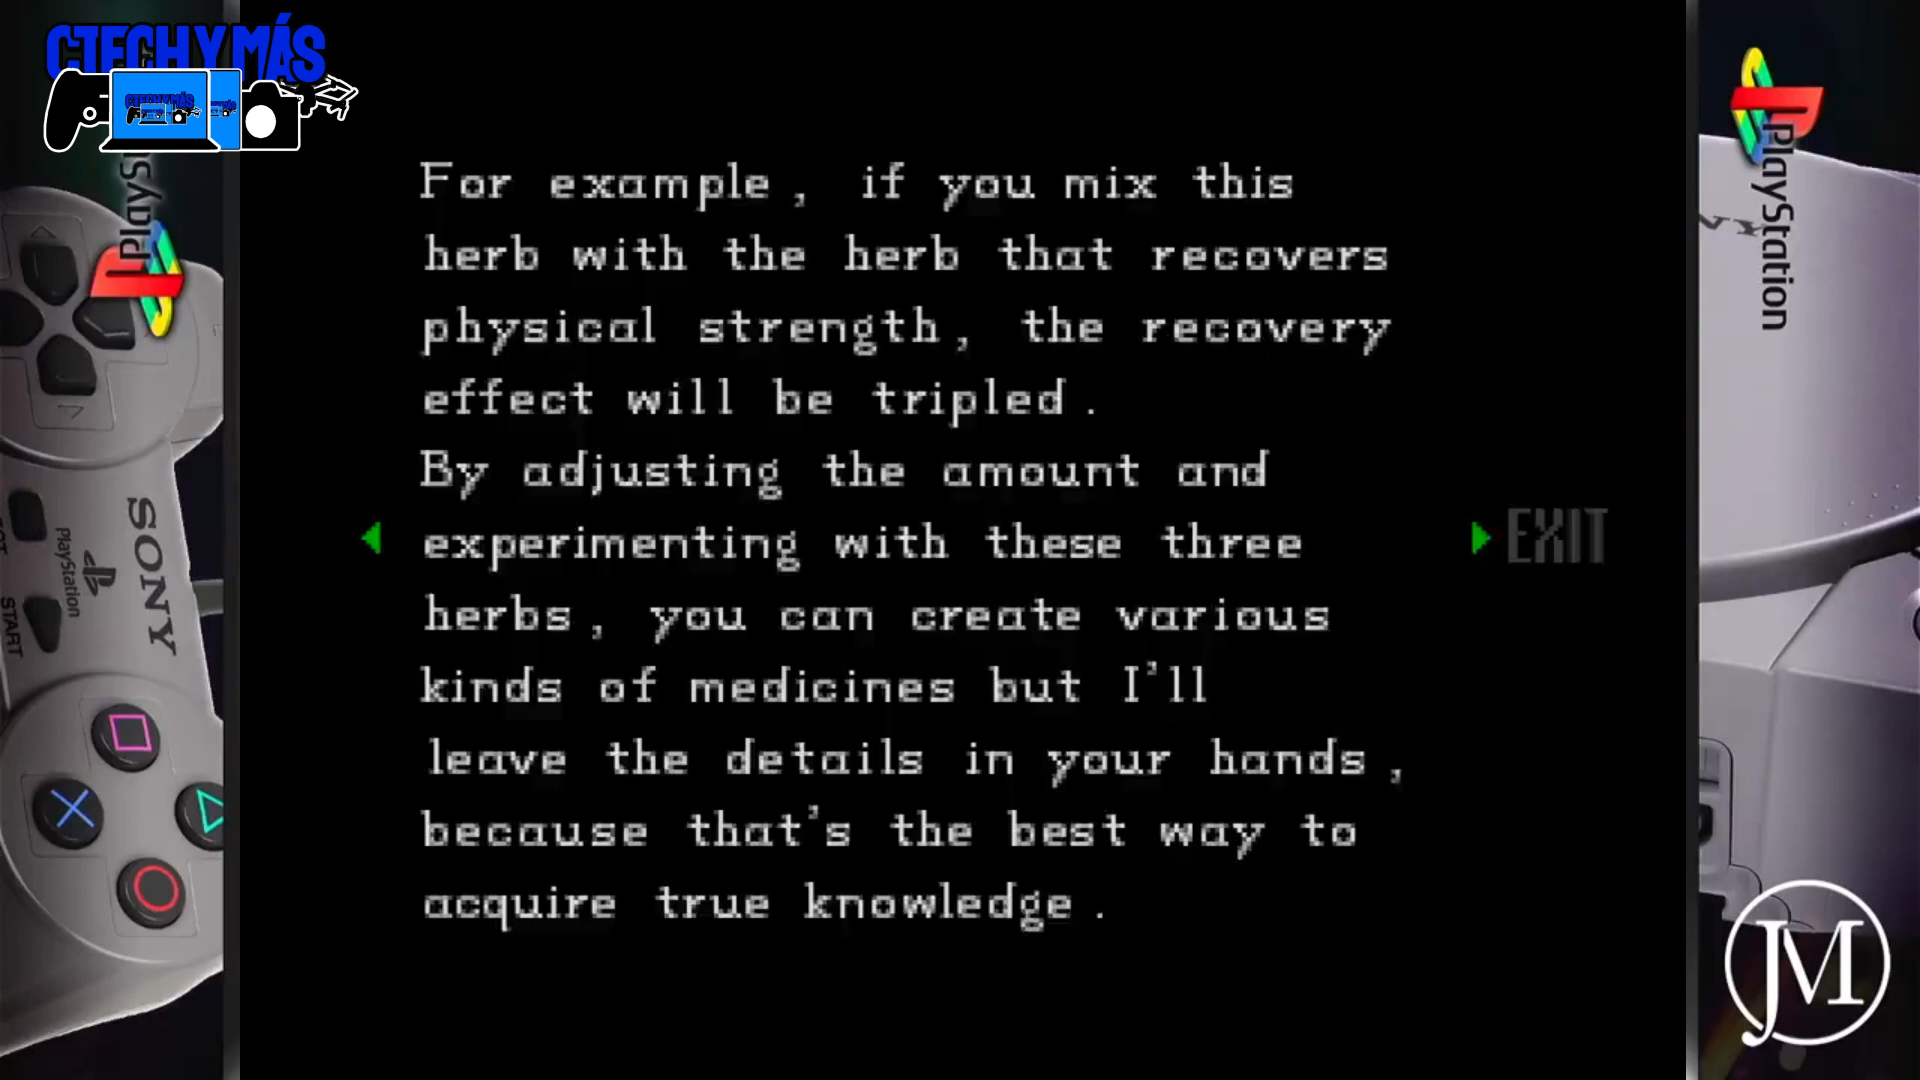 CTECHYMÁS
CTECHYMÁS
PlayStation
For example, if you mix this
herb with the herb that recovers
physical strength, the recovery
effect will be tripled.
By adjusting the amount and
experimenting with these three
herbs, you can create various
kinds of medicines but I'll
leave the details in your hands,
because that's the best way to
acquire true knowledge.
EXIT
SONY
PlayStation
START
JM